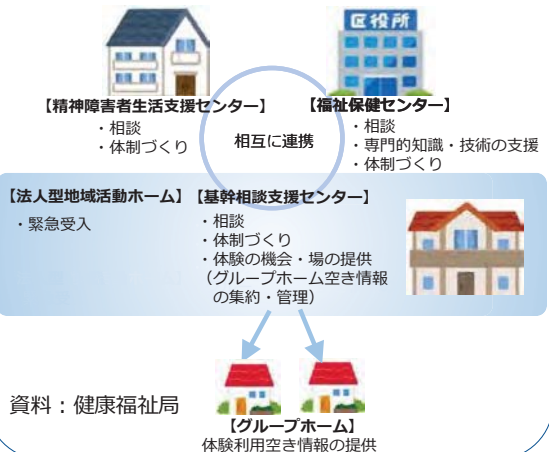 区役所
【精神障害者生活支援センター】
・相談
・体制づくり
【福祉保健センター】
・相談
・専門的知識・技術の支援
・体制づくり
相互に連携
【法人型地域活動ホーム】
・緊急受入
【基幹相談支援センター】
・相談
・体制づくり
・体験の機会・場の提供
（グループホーム空き情報
の集約・管理）
資料：健康福祉局
【グループホーム】
体験利用空き情報の提供